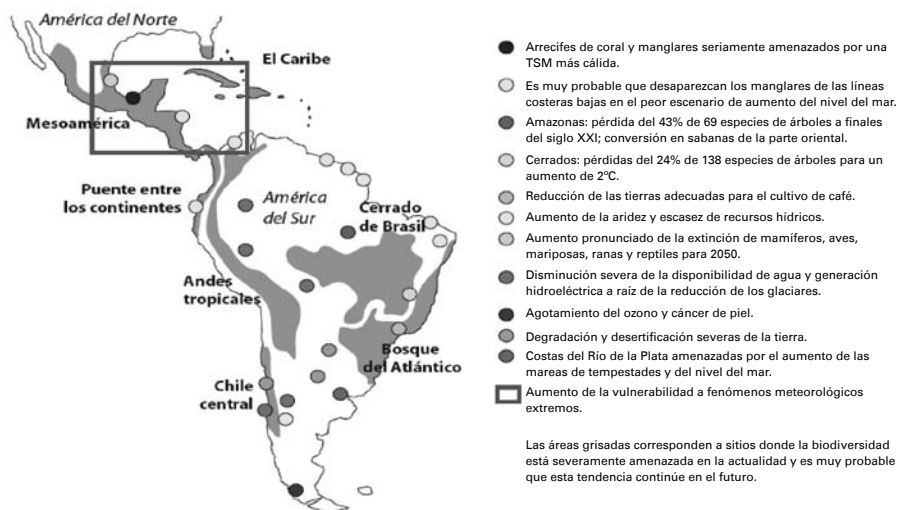 América del Norte
El Caribe
Mesoamérica
Puente entre
los continentes
América
del Sur
Cerrado
de Brasil
Andes
tropicales
Bosque
del Atlántico
Chile
central
Arrecifes de coral y manglares seriamente amenazados por una
TSM más cálida.
Es muy probable que desaparezcan los manglares de las líneas
costeras bajas en el peor escenario de aumento del nivel del mar.
Amazonas: pérdida del 43% de 69 especies de árboles a finales
del siglo XXI; conversión en sabanas de la parte oriental.
Cerrados: pérdidas del 24% de 138 especies de árboles para un
aumento de 2ºC.
Reducción de las tierras adecuadas para el cultivo de café.
Aumento de la aridez y escasez de recursos hídricos.
Aumento pronunciado de la extinción de mamíferos, aves,
mariposas, ranas y reptiles para 2050.
Disminución severa de la disponibilidad de agua y generación
hidroeléctrica a raíz de la reducción de los glaciares.
Agotamiento del ozono y cáncer de piel.
Degradación y desertificación severas de la tierra.
Costas del Río de la Plata amenazadas por el aumento de las
mareas de tempestades y del nivel del mar.
Aumento de la vulnerabilidad a fenómenos meteorológicos
extremos.
Las áreas grisadas corresponden a sitios donde la biodiversidad
está severamente amenazada en la actualidad y es muy probable
que esta tendencia continúe en el futuro.